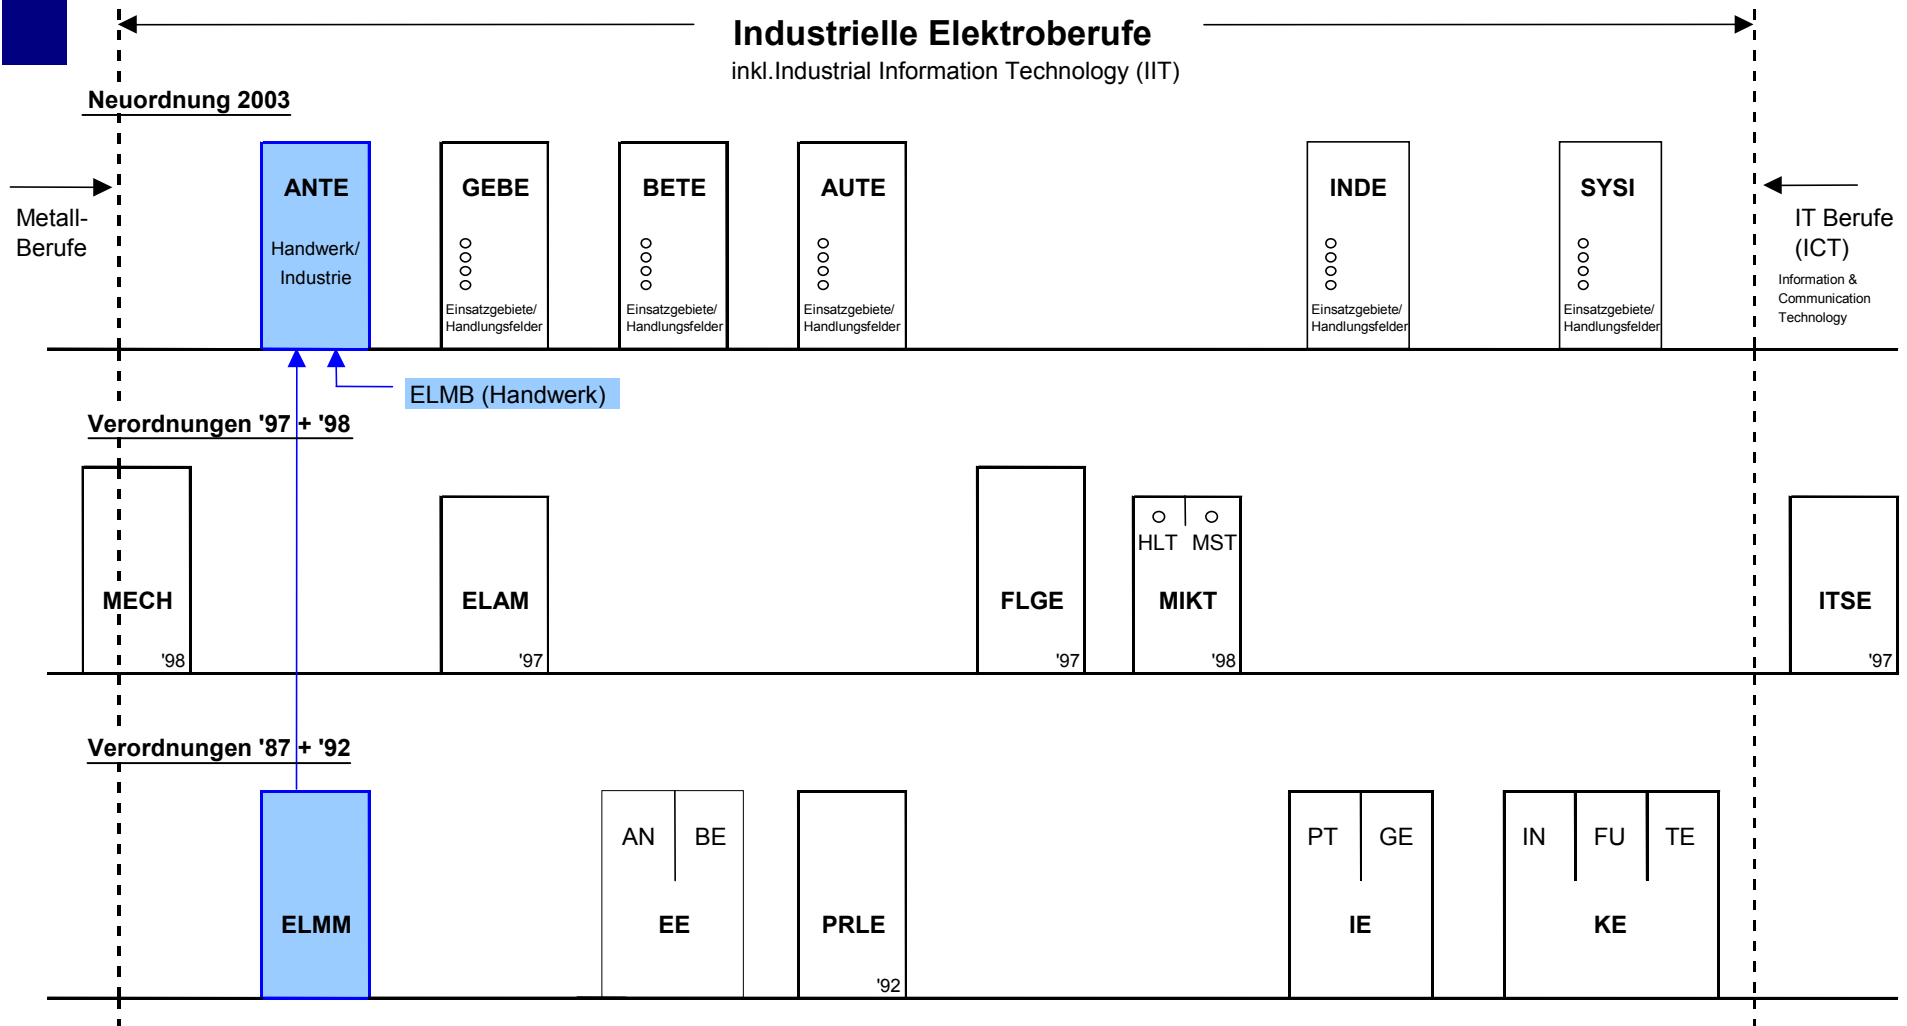 Industrielle Elektroberufe
inkl.Industrial Information Technology (IIT)
Neuordnung 2003
Metall-
Berufe
ANTE
Handwerk/
Industrie
GEBE
Einsatzgebiete/
Handlungsfelder
BETE
Einsatzgebiete/
Handlungsfelder
AUTE
Einsatzgebiete/
Handlungsfelder
INDE
Einsatzgebiete/
Handlungsfelder
SYSI
Einsatzgebiete/
Handlungsfelder
IT Berufe
(ICT)
Information &
Communication
Technology
ELMB (Handwerk)
Verordnungen '97 + '98
MECH
'98
ELAM
'97
FLGE
'97
HLT MST
MIKT
'98
ITSE
'97
Verordnungen '87 + '92
ELMM
AN BE
EE
PRLE
'92
PT GE
IE
IN FU TE
KE